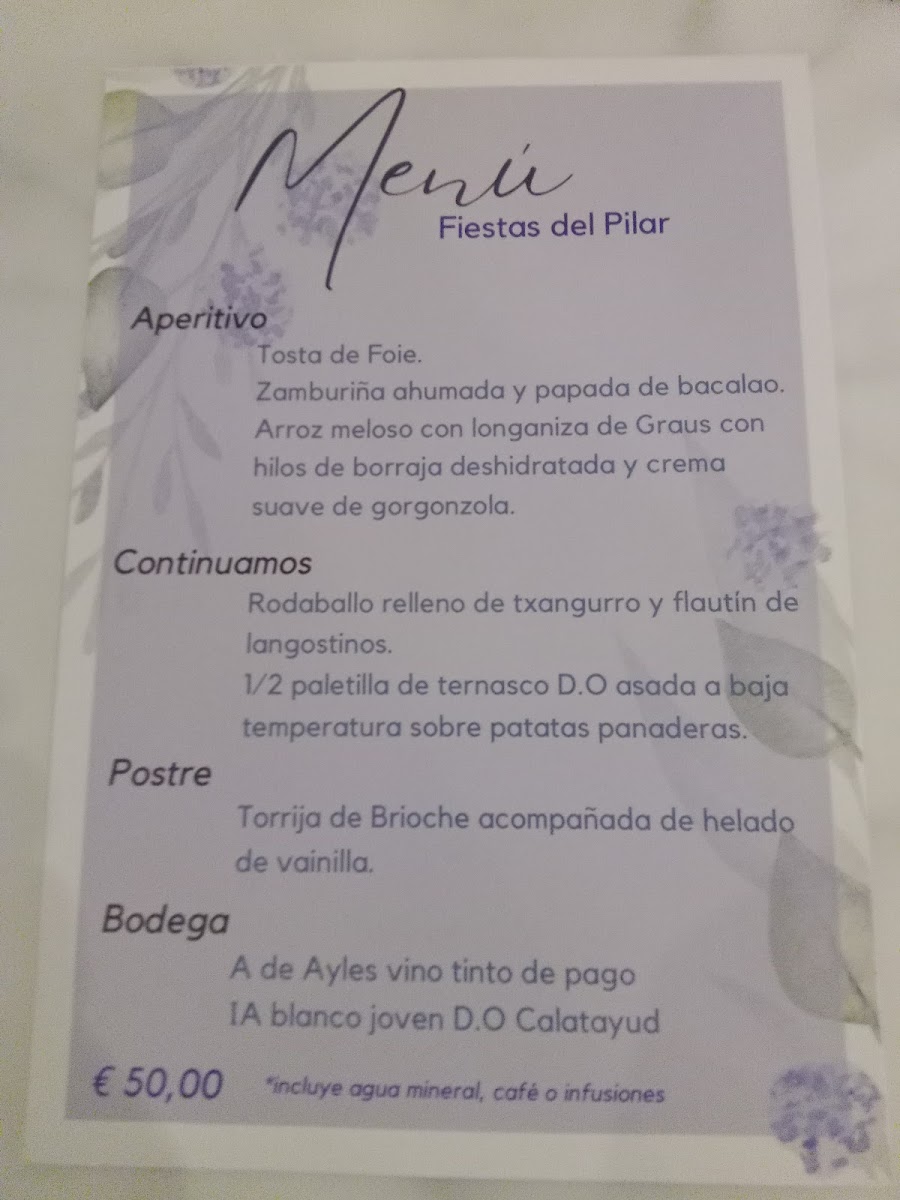 Menú
Fiestas del Pilar
Aperitivo
Tosta de Foie.
Zamburiña ahumada y papada de bacalao.
Arroz meloso con longaniza de Graus con
hilos de borraja deshidratada y crema
suave de gorgonzola.
Continuamos
Rodaballo relleno de txangurro y flautín de
langostinos.
1/2 paletilla de ternasco D.O asada a baja
temperatura sobre patatas panaderas.
Postre
Torrija de Brioche acompañada de helado
de vainilla.
Bodega
A de Ayles vino tinto de pago
IA blanco joven D.O Calatayud
€ 50,00 *incluye agua mineral, café o infusiones